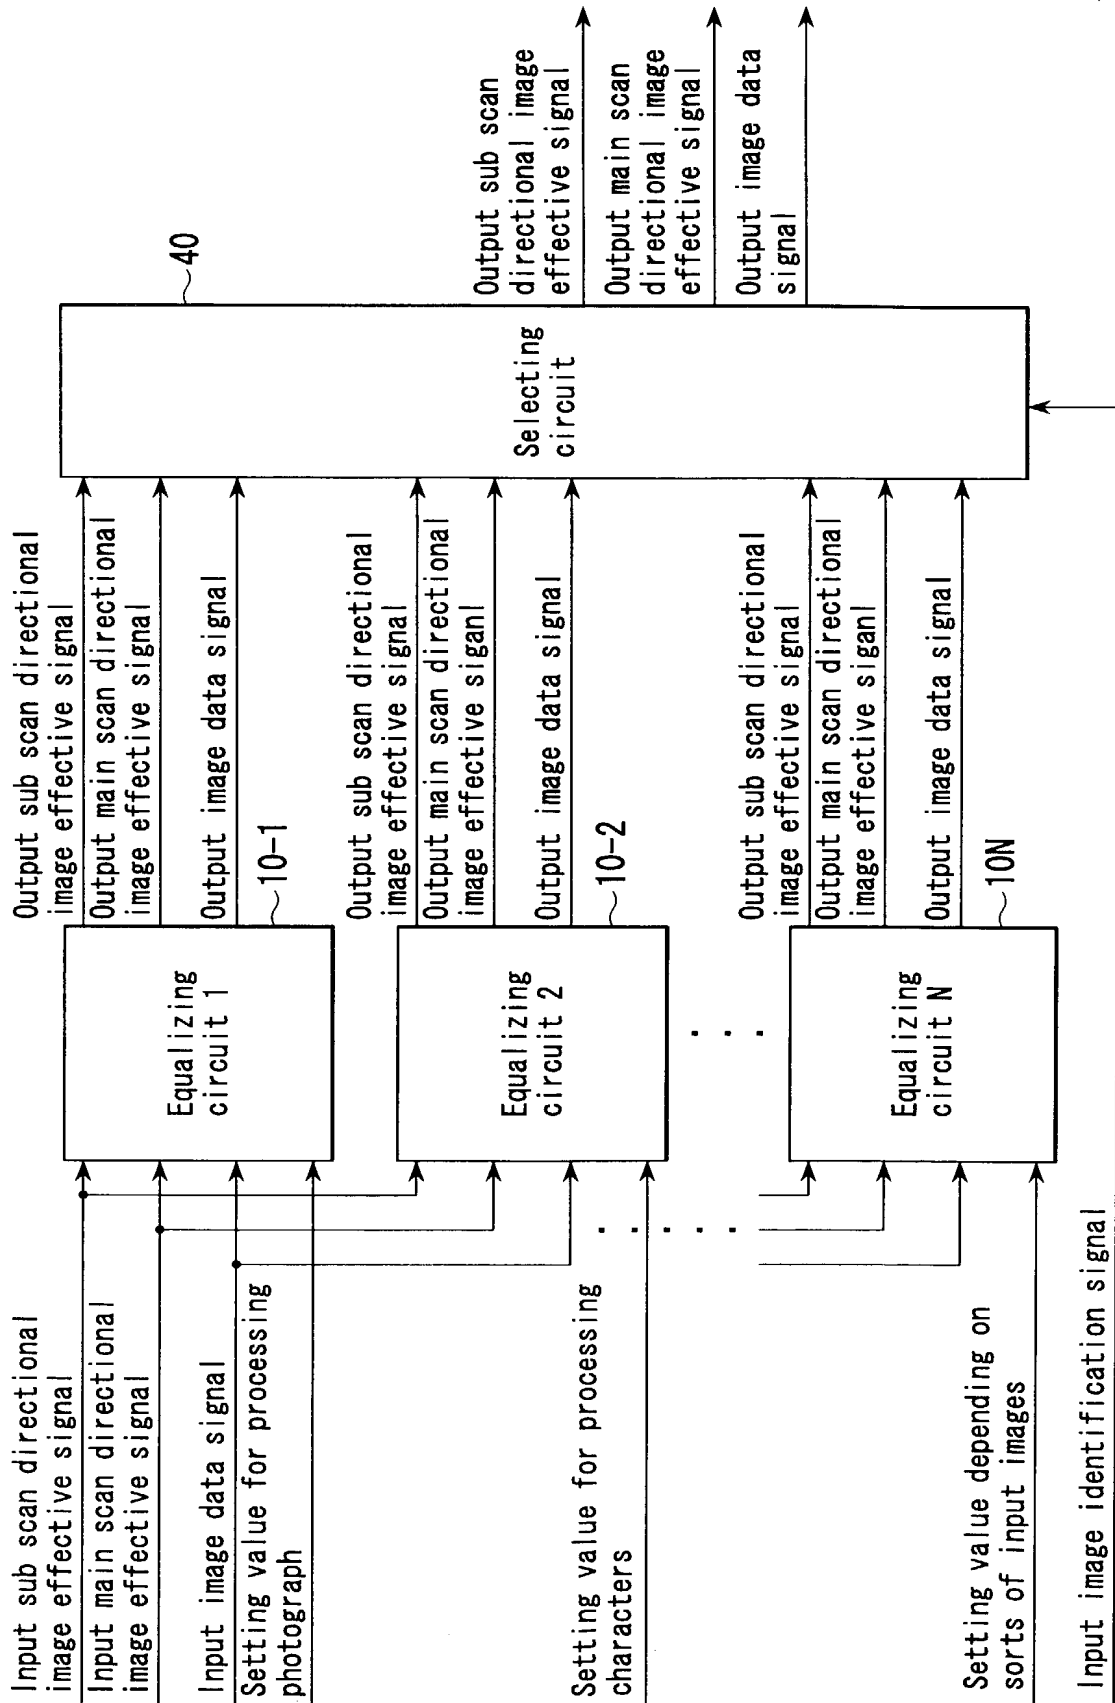 Input sub scan directional
image effective signal
Input main scan directional
image effective signal
Input image data signal
Setting value for processing
photograph
Setting value for processing
characters
Setting value depending on
sorts of input images
Input image identification signal
Equalizing
circuit 1
10-1
Equalizing
circuit 2
10-2
Equalizing
circuit N
10N
Output sub scan directional
image effective signal
Output main scan directional
image effective signal
Output image data signal
Output sub scan directional
image effective signal
Output main scan directional
image effective siganl
Output image data signal
Output sub scan directional
image effective signal
Output main scan directional
image effective siganl
Output image data signal
Selecting
circuit
40
Output sub scan
directional image
effective signal
Output main scan
directional image
effective signal
Output image data
signal